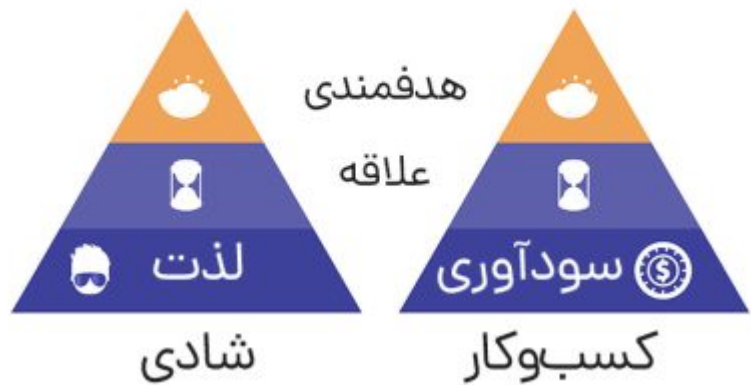 هدفمندی
علاقه
سودآوری
لذت
کسب‌وکار
شادی